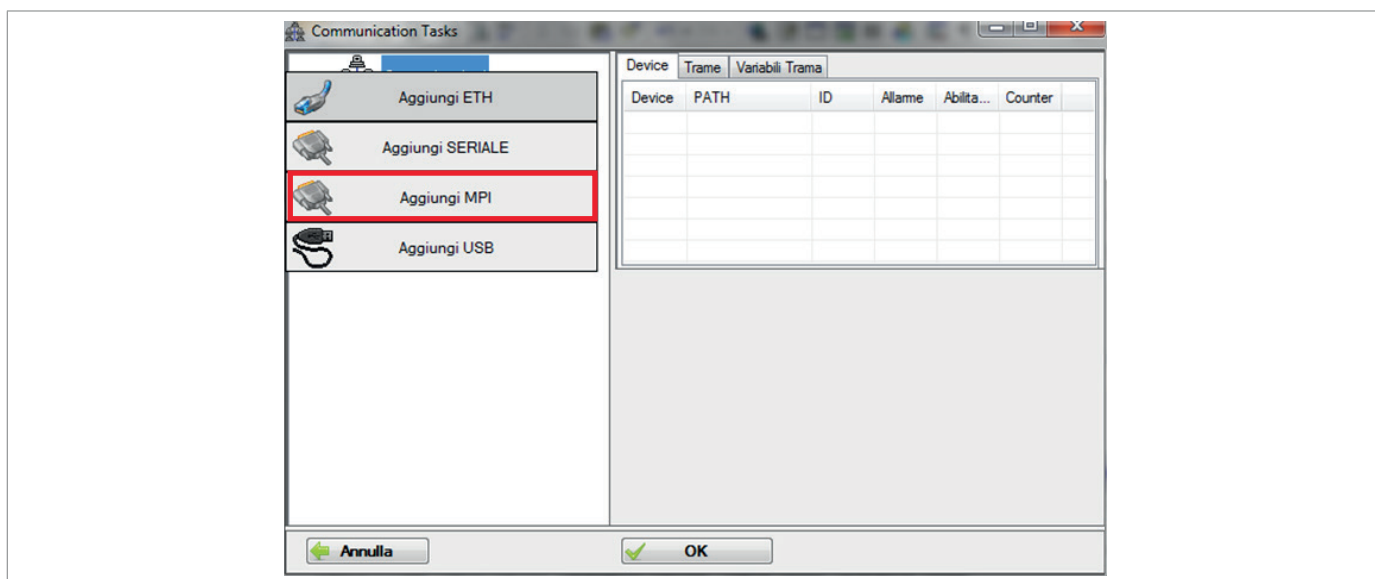 Communication Tasks
Device Trame Variabili Trama
Device PATH ID Allarme Abilita... Counter
Aggiungi ETH
Aggiungi SERIALE
Aggiungi MPI
Aggiungi USB
Annulla OK